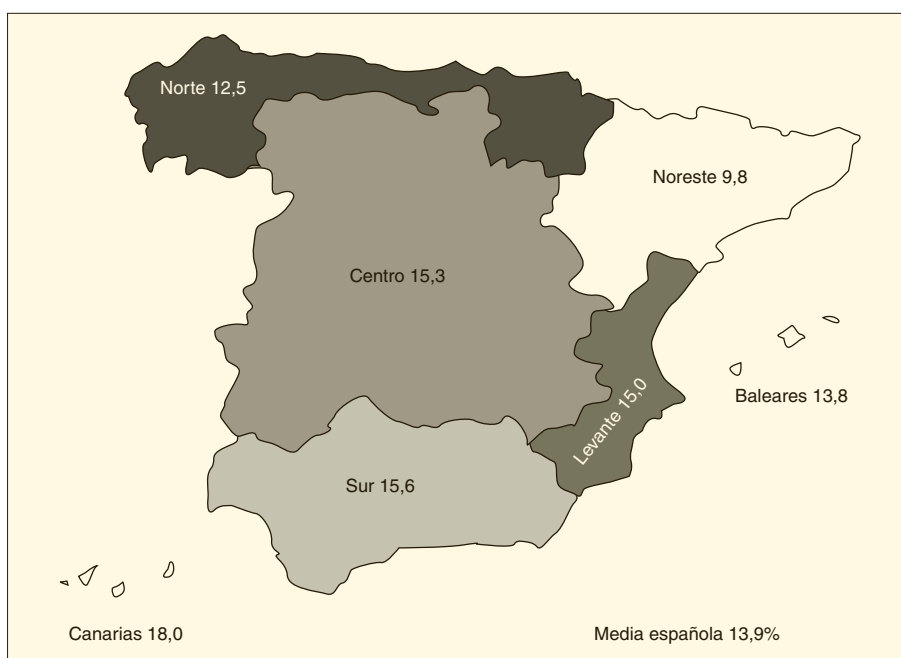 Norte 12,5
Noreste 9,8
Centro 15,3
Levante 15,0
Baleares 13,8
Sur 15,6
Canarias 18,0
Media española 13,9%